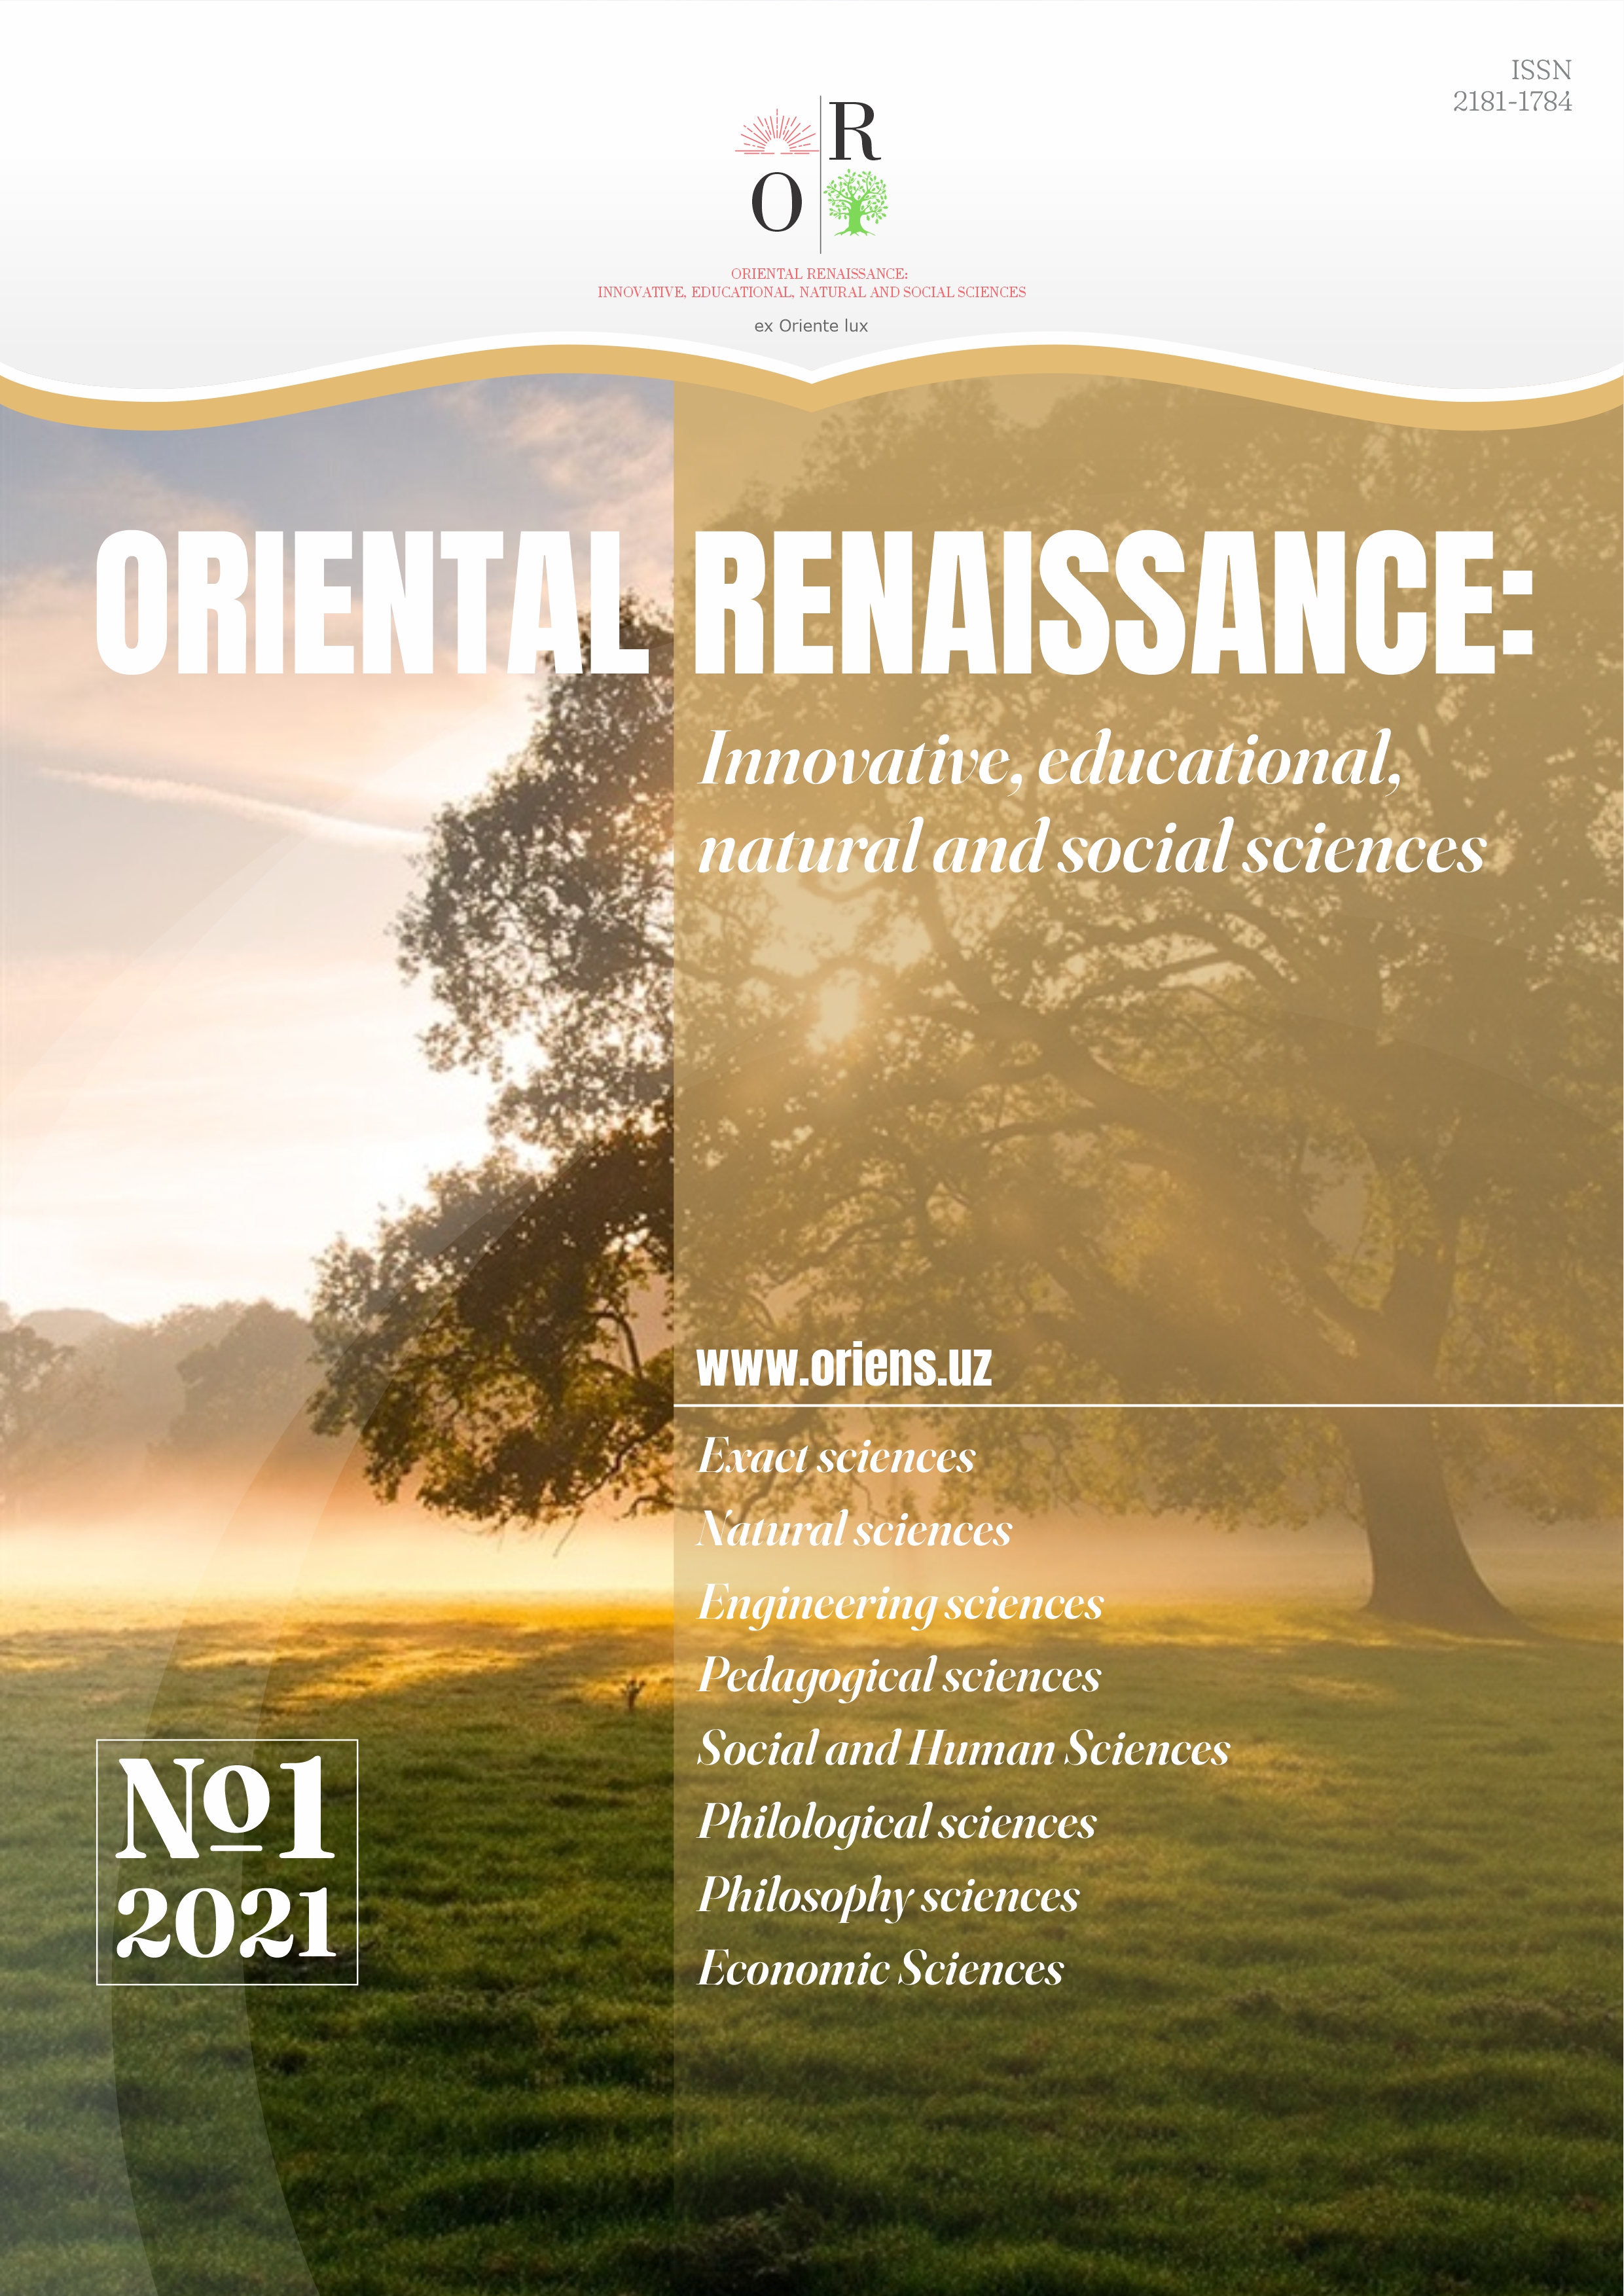 ISSN
2181-1784
R
O
ORIENTAL RENAISSANCE:
INNOVATIVE, EDUCATIONAL, NATURAL AND SOCIAL SCIENCES
ex Oriente lux
ORIENTAL RENAISSANCE:
Innovative, educational,
natural and social sciences
www.oriens.uz
Exact sciences
Natural sciences
Engineering sciences
Pedagogical sciences
Social and Human Sciences
Philological sciences
Philosophy sciences
Economic Sciences
№1
2021